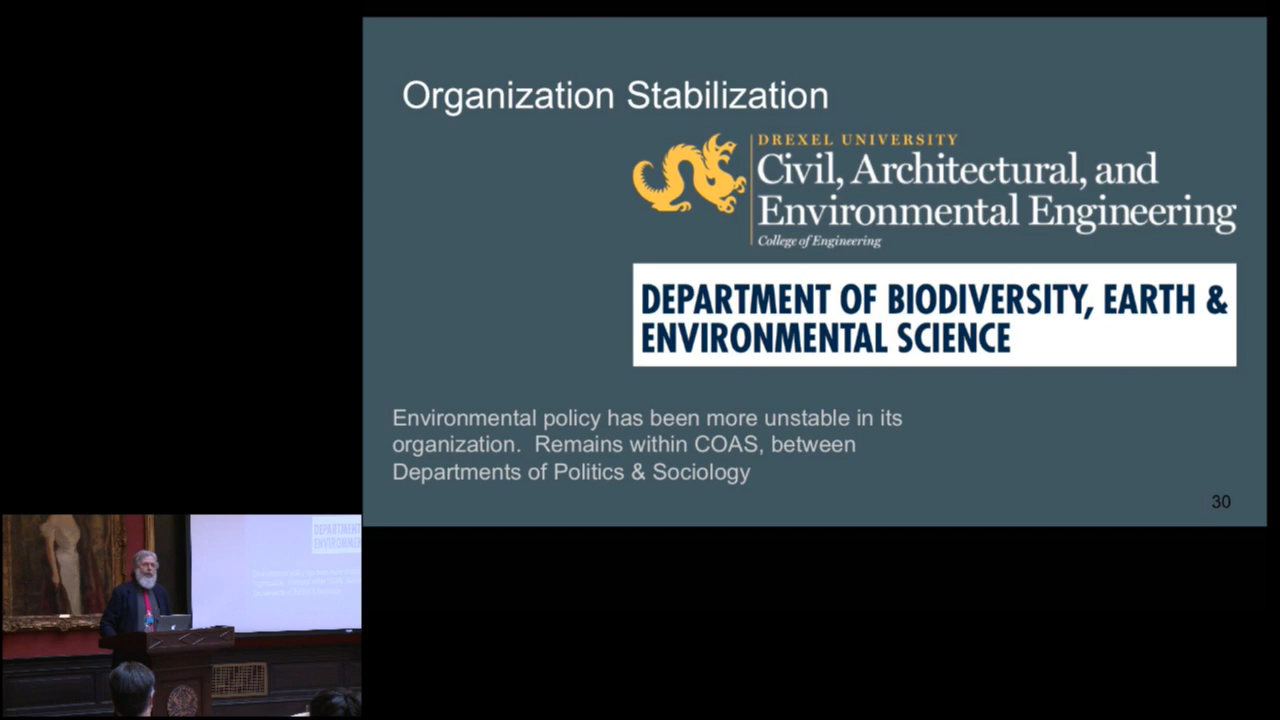 Organization Stabilization
DREXEL UNIVERSITY
Civil, Architectural, and
Environmental Engineering
College of Engineering
DEPARTMENT OF BIODIVERSITY, EARTH &
ENVIRONMENTAL SCIENCE
Environmental policy has been more unstable in its
organization. Remains within COAS, between
Departments of Politics & Sociology
30
DEPARTMENT